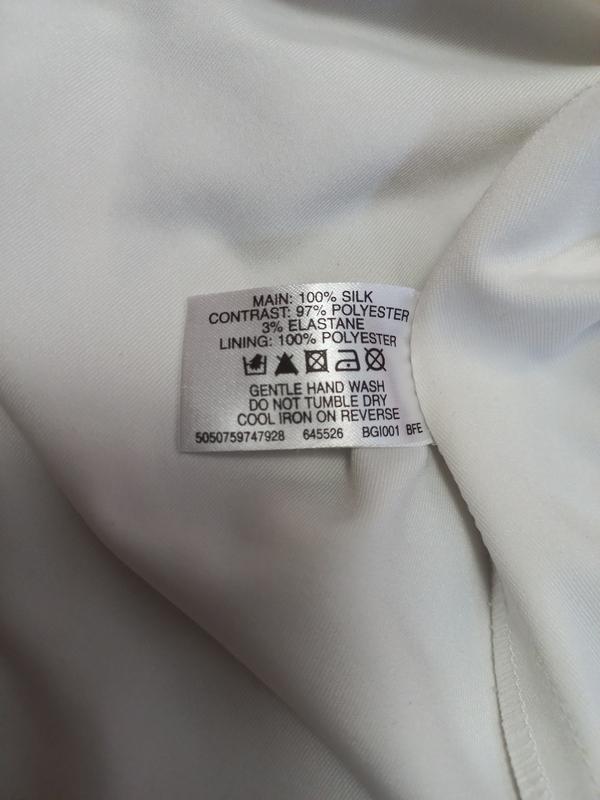 MAIN: 100% SILK
CONTRAST: 97% POLYESTER
3% ELASTANE
LINING: 100% POLYESTER
GENTLE HAND WASH
DO NOT TUMBLE DRY
COOL IRON ON REVERSE
5050759747928 645526 BGI001 BFE